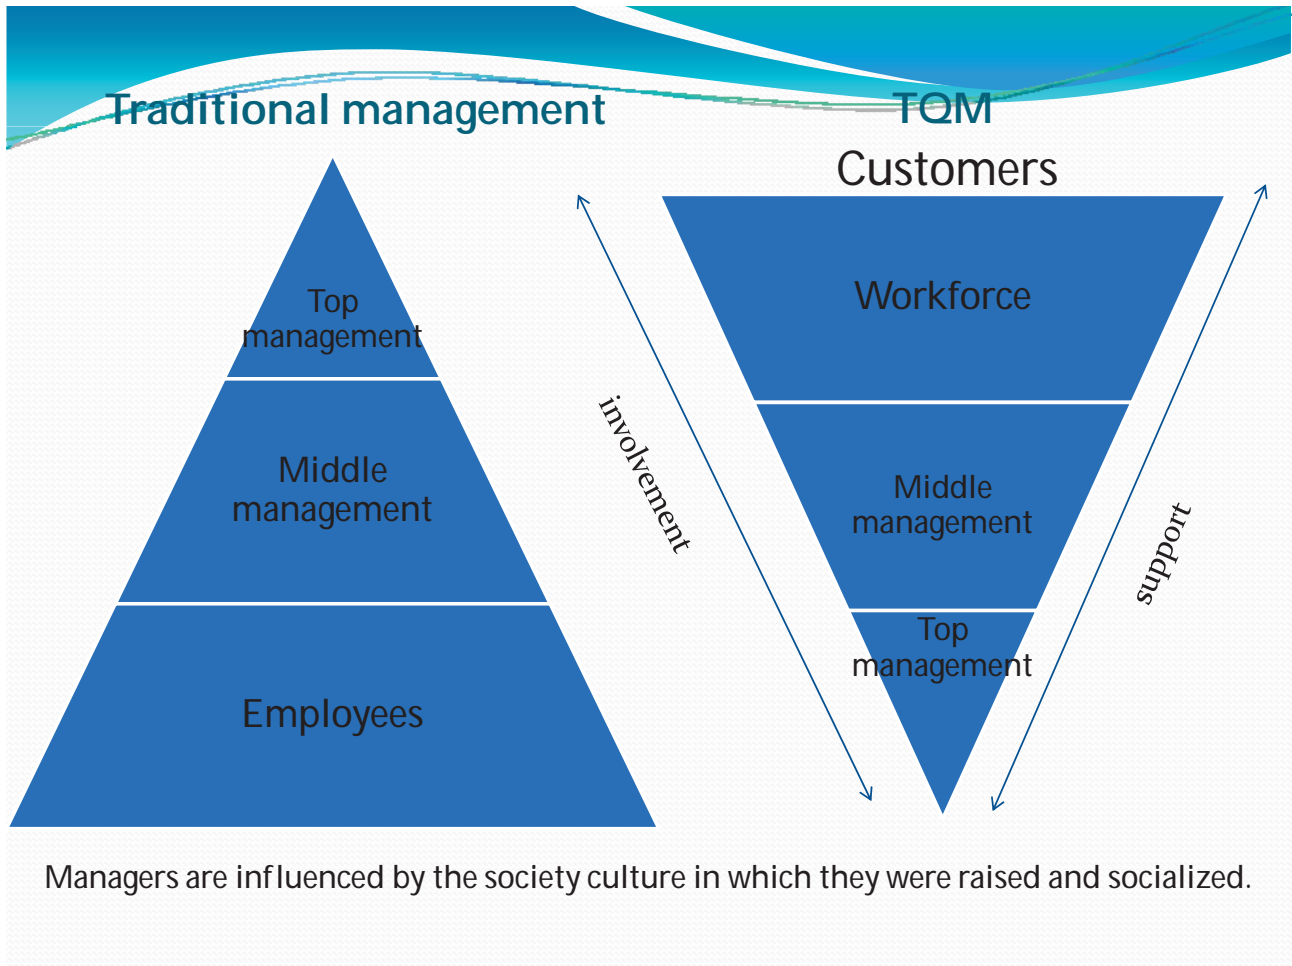 Traditional management
TQM
Customers
Top
management
Middle
management
Employees
involvement
Workforce
Middle
management
Top
management
support
Managers are influenced by the society culture in which they were raised and socialized.